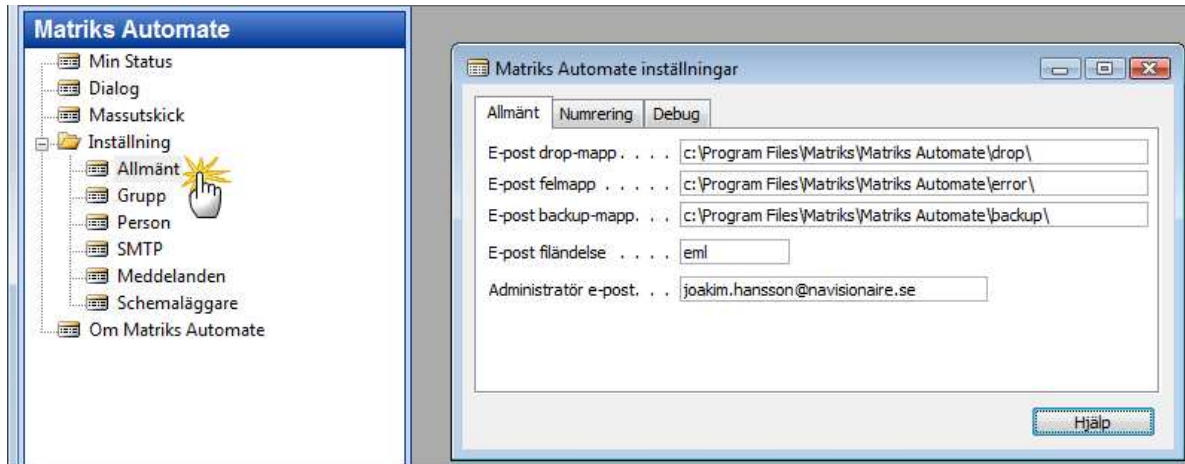 Matriks Automate
Min Status
Dialog
Massutskick
Inställning
Allmänt
Grupp
Person
SMTP
Meddelanden
Schemaläggare
Om Matriks Automate
Matriks Automate inställningar
Allmänt Numrering Debug
E-post drop-mapp . . . . c:\Program Files\Matriks\Matriks Automate\drop\
E-post felmapp . . . . . c:\Program Files\Matriks\Matriks Automate\error\
E-post backup-mapp. . . c:\Program Files\Matriks\Matriks Automate\backup\
E-post filändelse . . . . eml
Administratör e-post. . . joakim.hansson@navisionaire.se
Hjälp